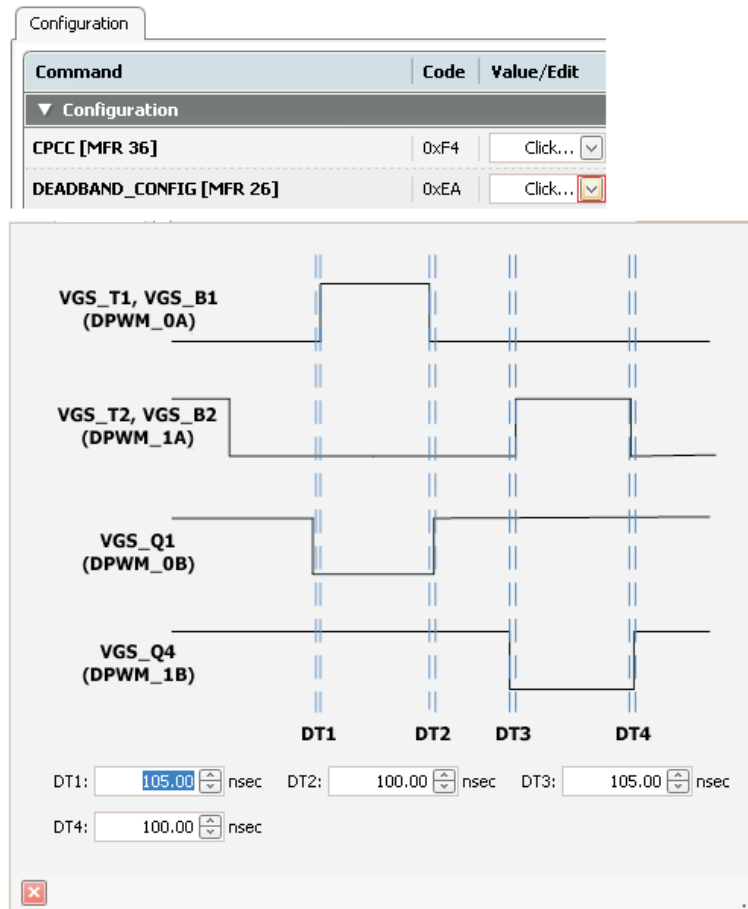 Configuration
Command Code Value/Edit
▼ Configuration
CPCC [MFR 36] 0xF4 Click...
DEADBAND_CONFIG [MFR 26] 0xEA Click...
VGS_T1, VGS_B1
(DPWM_0A)
VGS_T2, VGS_B2
(DPWM_1A)
VGS_Q1
(DPWM_0B)
VGS_Q4
(DPWM_1B)
DT1 DT2 DT3 DT4
DT1: 105.00 nsec DT2: 100.00 nsec DT3: 105.00 nsec
DT4: 100.00 nsec